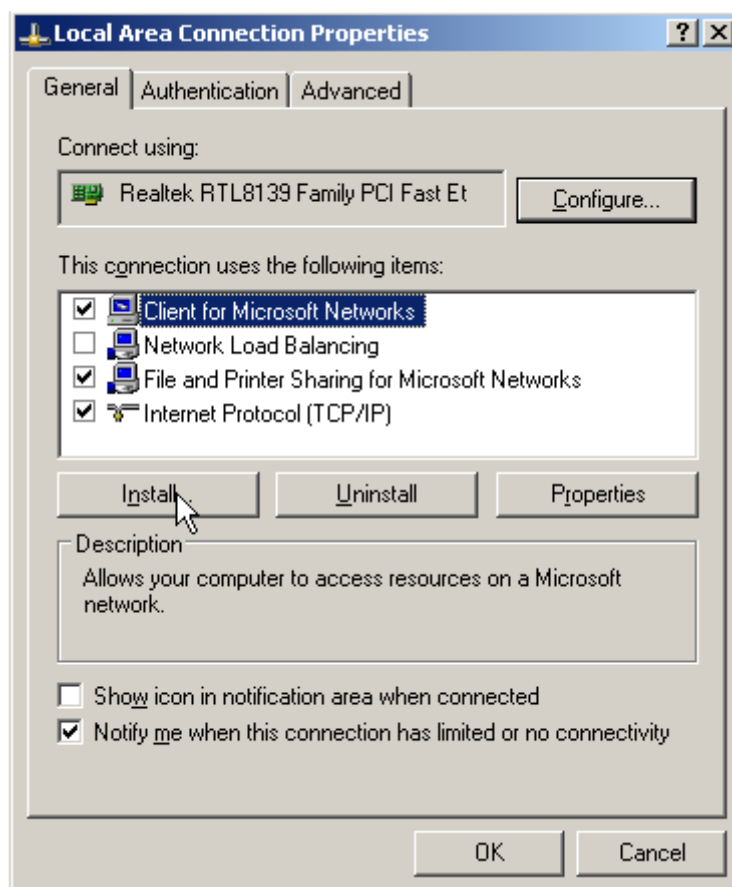 Local Area Connection Properties
General Authentication Advanced
Connect using:
Realtek RTL8139 Family PCI Fast Et
Configure...
This connection uses the following items:
Client for Microsoft Networks
Network Load Balancing
File and Printer Sharing for Microsoft Networks
Internet Protocol (TCP/IP)
Install... Uninstall Properties
Description
Allows your computer to access resources on a Microsoft
network.
Show icon in notification area when connected
Notify me when this connection has limited or no connectivity
OK Cancel